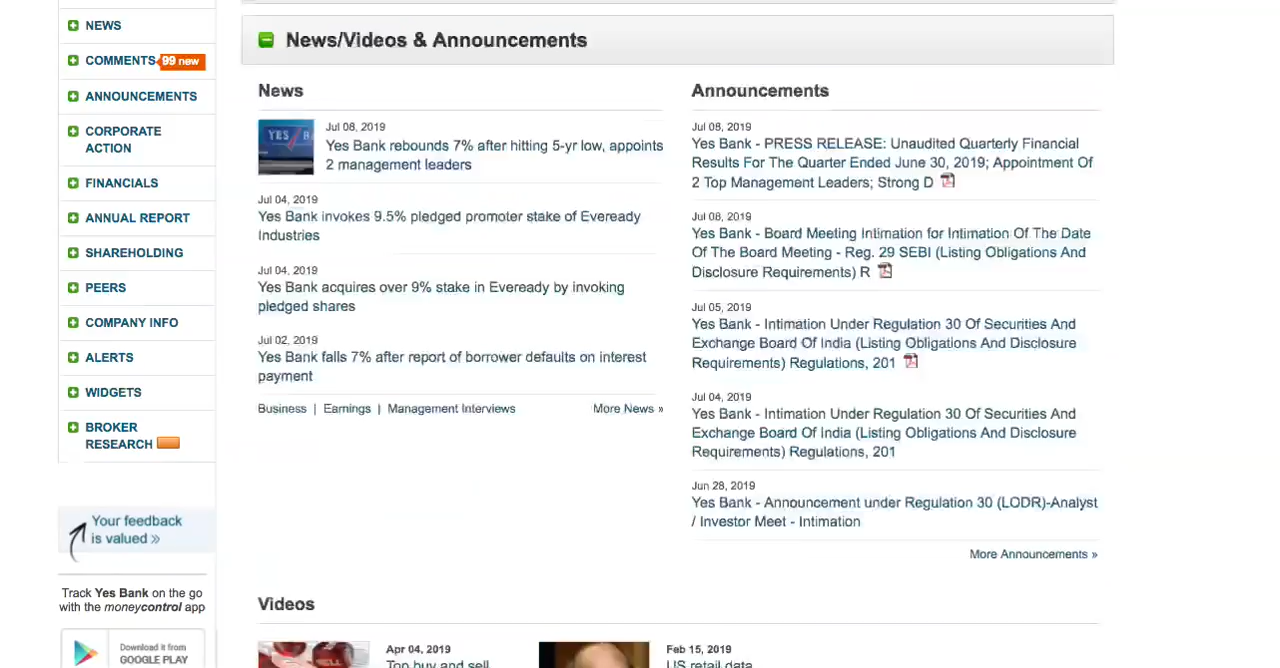 NEWS
COMMENTS 99 new
ANNOUNCEMENTS
CORPORATE
ACTION
FINANCIALS
ANNUAL REPORT
SHAREHOLDING
PEERS
COMPANY INFO
ALERTS
WIDGETS
BROKER
RESEARCH
Your feedback
is valued »
Track Yes Bank on the go
with the moneycontrol app
Download it from
GOOGLE PLAY
News/Videos & Announcements
News
YES BA
Jul 08, 2019
Yes Bank rebounds 7% after hitting 5-yr low, appoints
2 management leaders
Jul 04, 2019
Yes Bank invokes 9.5% pledged promoter stake of Eveready
Industries
Jul 04, 2019
Yes Bank acquires over 9% stake in Eveready by invoking
pledged shares
Jul 02, 2019
Yes Bank falls 7% after report of borrower defaults on interest
payment
Business | Earnings | Management Interviews More News »
Announcements
Jul 08, 2019
Yes Bank - PRESS RELEASE: Unaudited Quarterly Financial
Results For The Quarter Ended June 30, 2019; Appointment Of
2 Top Management Leaders; Strong D
Jul 08, 2019
Yes Bank - Board Meeting Intimation for Intimation Of The Date
Of The Board Meeting - Reg. 29 SEBI (Listing Obligations And
Disclosure Requirements) R
Jul 05, 2019
Yes Bank - Intimation Under Regulation 30 Of Securities And
Exchange Board Of India (Listing Obligations And Disclosure
Requirements) Regulations, 201
Jul 04, 2019
Yes Bank - Intimation Under Regulation 30 Of Securities And
Exchange Board Of India (Listing Obligations And Disclosure
Requirements) Regulations, 201
Jun 28, 2019
Yes Bank - Announcement under Regulation 30 (LODR)-Analyst
/ Investor Meet - Intimation
More Announcements »
Videos
Apr 04, 2019
Top buy and sell
Feb 15, 2019
US retail data